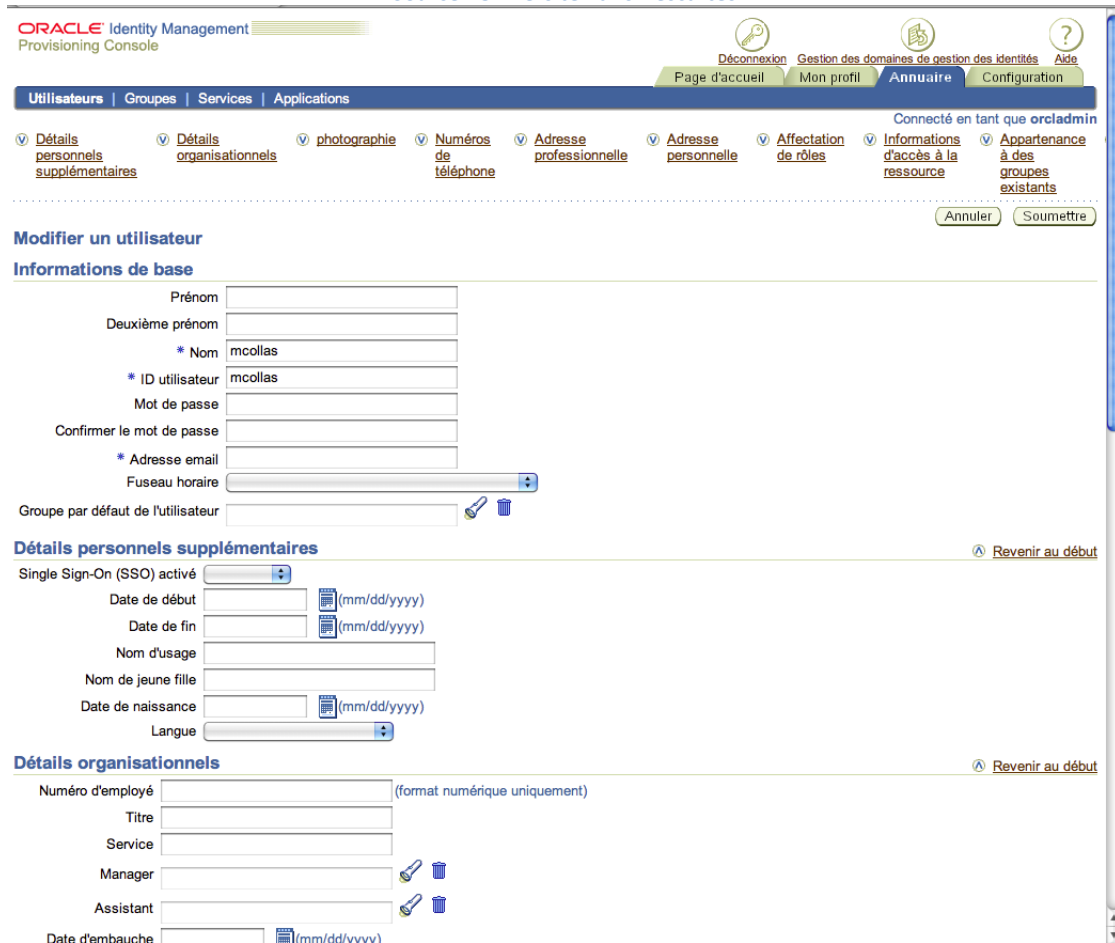 ORACLE Identity Management
Provisioning Console
Déconnexion Gestion des domaines de gestion des identités Aide
Page d'accueil Mon profil Annuaire Configuration
Utilisateurs | Groupes | Services | Applications
Connecté en tant que orcladmin
Détails personnels supplémentaires
Détails organisationnels
photographie
Numéros de téléphone
Adresse professionnelle
Adresse personnelle
Affectation de rôles
Informations d'accès à la ressource
Appartenance à des groupes existants
Annuler Soumettre
Modifier un utilisateur
Informations de base
Prénom
Deuxième prénom
* Nom mcollas
* ID utilisateur mcollas
Mot de passe
Confirmer le mot de passe
* Adresse email
Fuseau horaire
Groupe par défaut de l'utilisateur
Détails personnels supplémentaires Revenir au début
Single Sign-On (SSO) activé
Date de début (mm/dd/yyyy)
Date de fin (mm/dd/yyyy)
Nom d'usage
Nom de jeune fille
Date de naissance (mm/dd/yyyy)
Langue
Détails organisationnels Revenir au début
Numéro d'employé (format numérique uniquement)
Titre
Service
Manager
Assistant
Date d'embauche (mm/dd/yyyy)